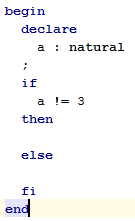 begin
declare
a : natural
;
if
a != 3
then
else
fi
end